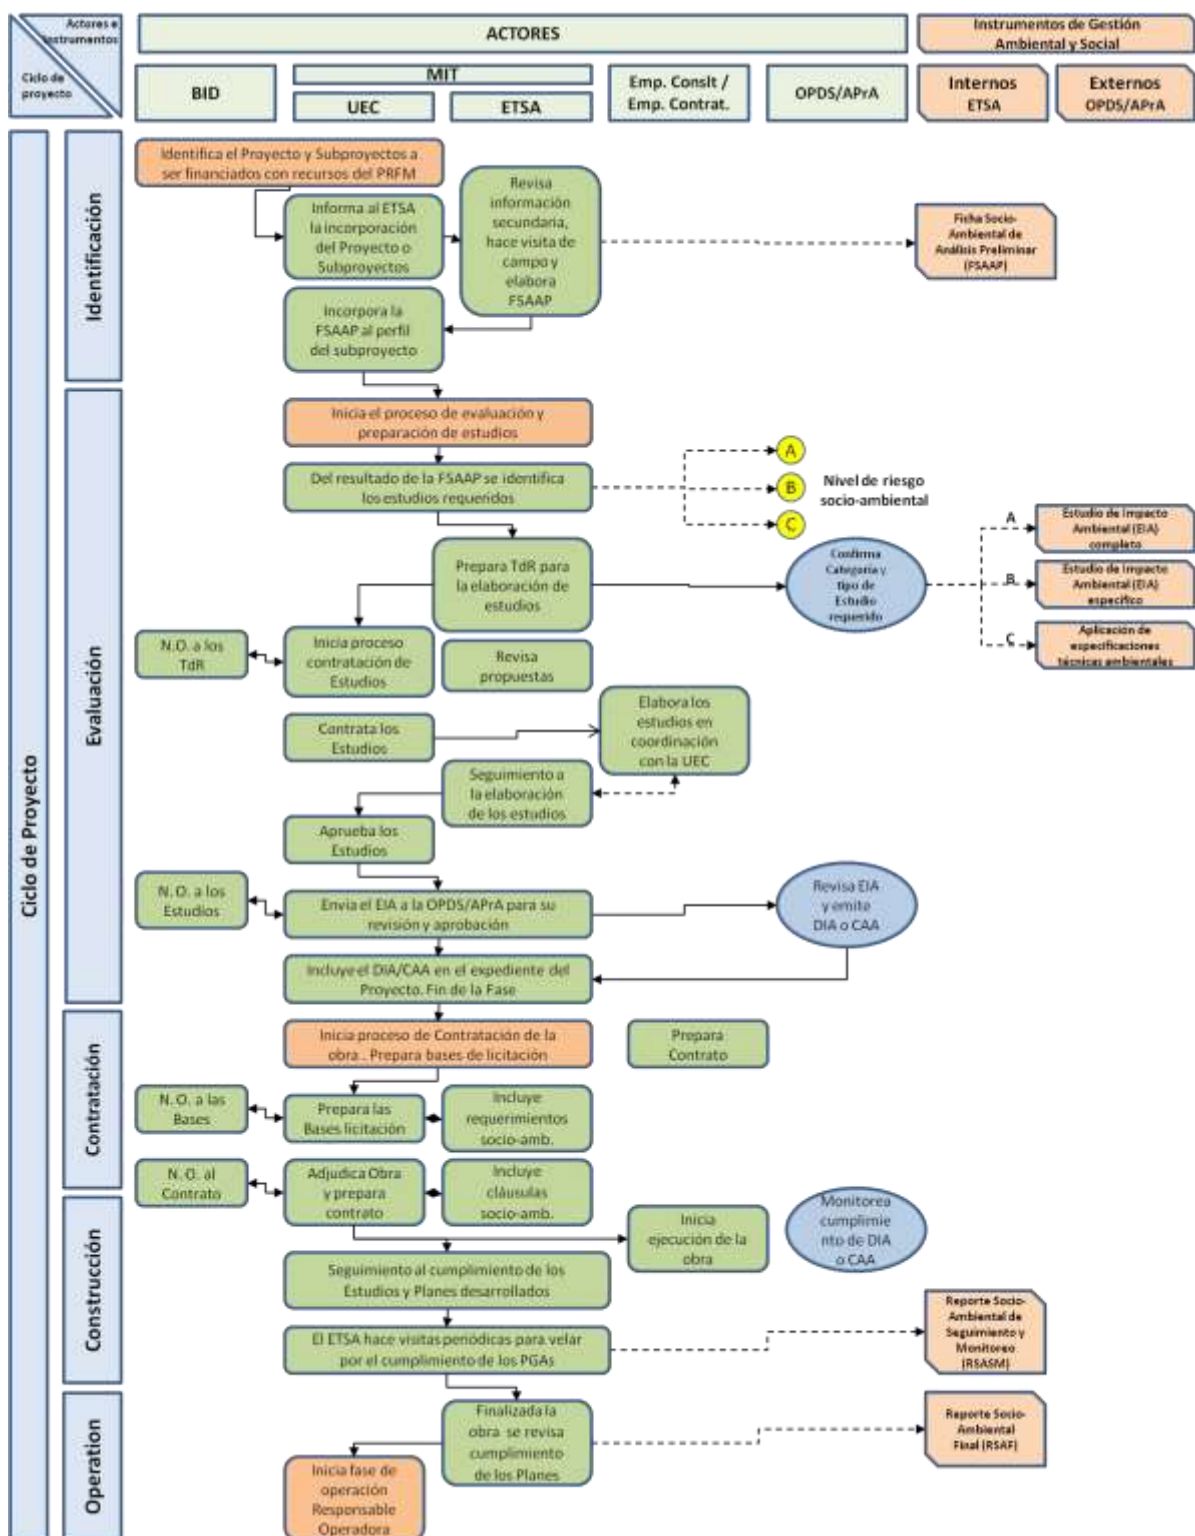 Actores e
Instrumentos
Ciclo de
proyecto
ACTORES
Instrumentos de Gestión
Ambiental y Social
BID
MIT
UEC
ETSA
Emp. Conslt /
Emp. Contrat.
OPDS/APrA
Internos
ETSA
Externos
OPDS/APrA
Ciclo de Proyecto
Identificación
Identifica el Proyecto y Subproyectos a
ser financiados con recursos del PRFM
Informa al ETSA
la incorporación
del Proyecto o
Subproyectos
Revisa
información
secundaria,
hace visita de
campo y
elabora
FSAAP
Ficha Socio-
Ambiental de
Análisis Preliminar
(FSAAP)
Incorpora la
FSAAP al perfil
del subproyecto
Evaluación
Inicia el proceso de evaluación y
preparación de estudios
Del resultado de la FSAAP se identifica
los estudios requeridos
A
B
C
Nivel de riesgo
socio-ambiental
Prepara TdR para
la elaboración de
estudios
Confirma
Categoría y
tipo de
Estudio
requerido
A
Estudio de Impacto
Ambiental (EIA)
completo
B
Estudio de Impacto
Ambiental (EIA)
específico
C
Aplicación de
especificaciones
técnicas ambientales
N.O. a los
TdR
Inicia proceso
contratación de
Estudios
Revisa
propuestas
Contrata los
Estudios
Elabora los
estudios en
coordinación
con la UEC
Seguimiento a
la elaboración
de los estudios
Aprueba los
Estudios
N. O. a los
Estudios
Envía el EIA a la OPDS/APrA para su
revisión y aprobación
Revisa EIA
y emite
DIA o CAA
Incluye el DIA/CAA en el expediente del
Proyecto. Fin de la Fase
Contratación
Inicia proceso de Contratación de la
obra . Prepara bases de licitación
Prepara
Contrato
N. O. a las
Bases
Prepara las
Bases licitación
Incluye
requerimientos
socio-amb.
N. O. al
Contrato
Adjudica Obra
y prepara
contrato
Incluye
cláusulas
socio-amb.
Construcción
Inicia
ejecución de la
obra
Monitorea
cumplimie
nto de DIA
o CAA
Seguimiento al cumplimiento de los
Estudios y Planes desarrollados
El ETSA hace visitas periódicas para velar
por el cumplimiento de los PGAs
Reporte Socio-
Ambiental de
Seguimiento y
Monitoreo
(RSASM)
Operation
Finalizada la
obra se revisa
cumplimiento
de los Planes
Reporte Socio-
Ambiental
Final (RSAF)
Inicia fase de
operación
Responsable
Operadora